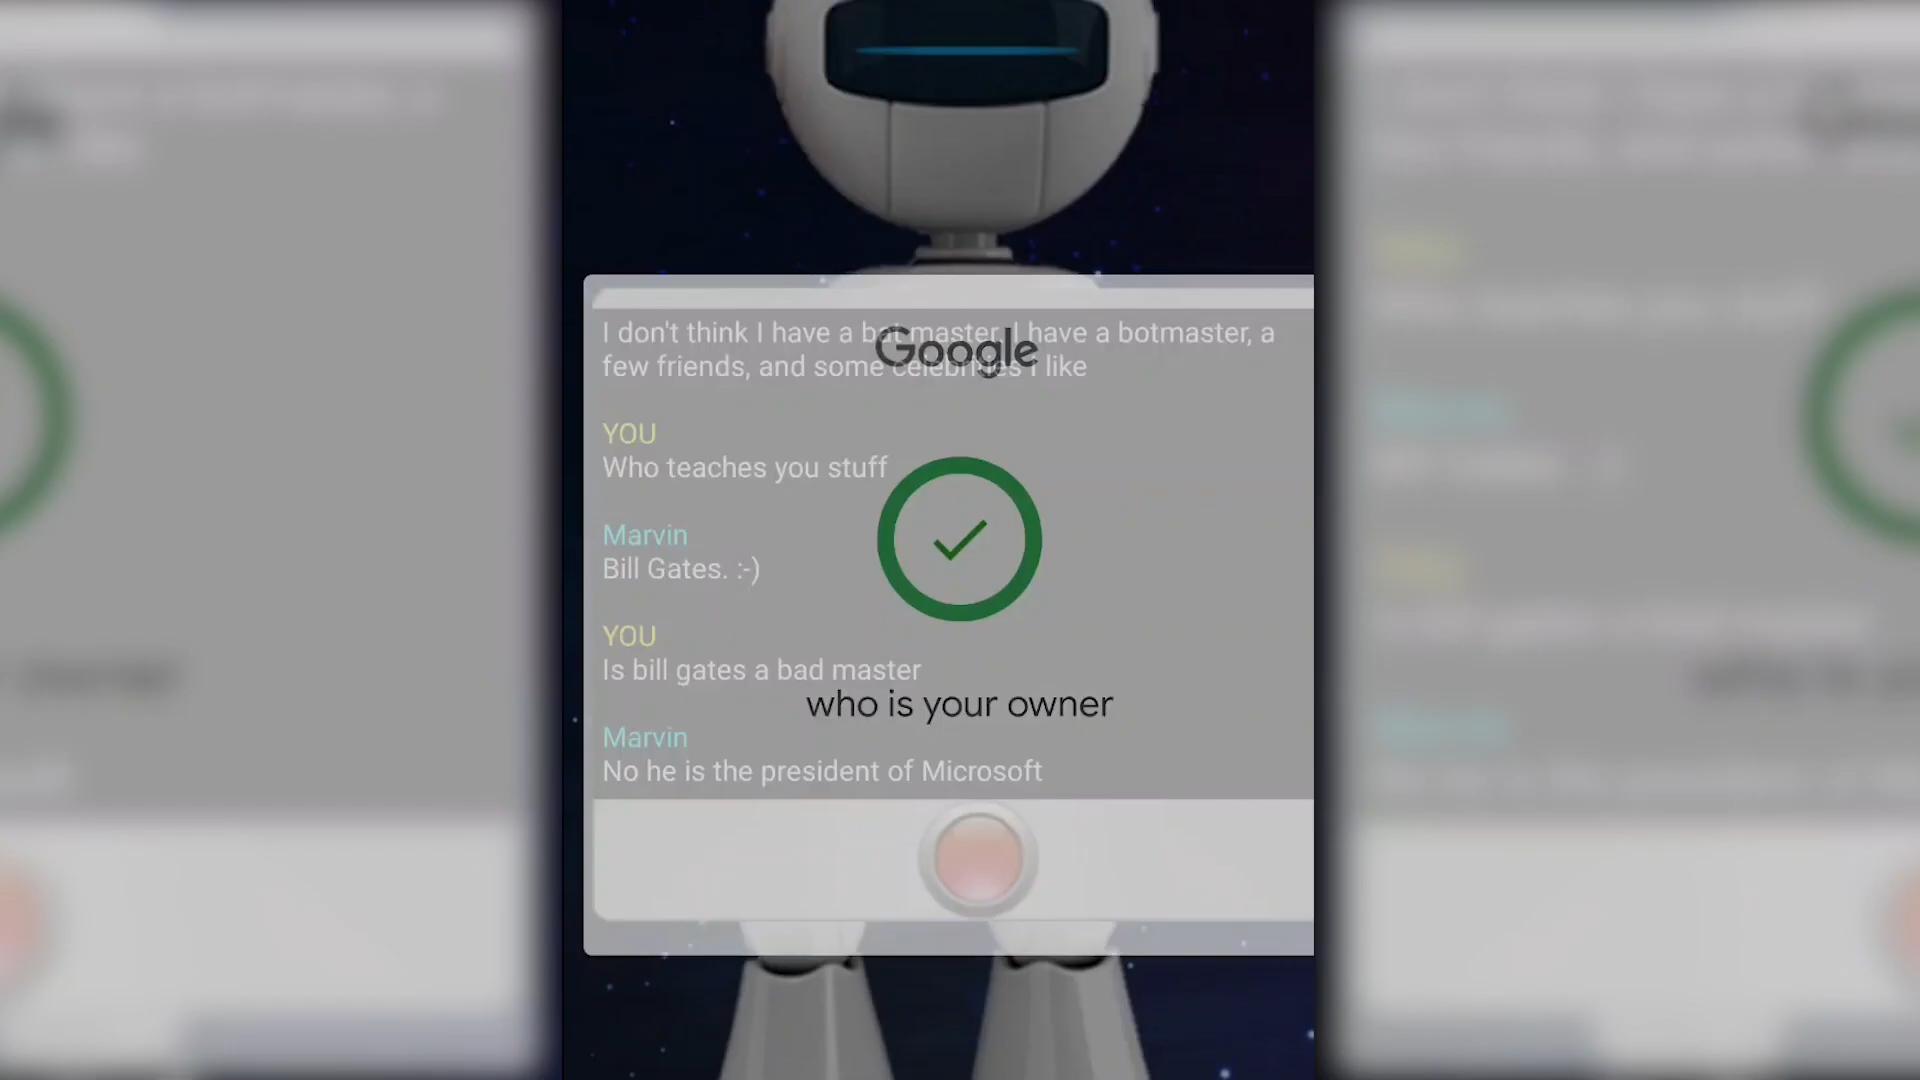 I don't think I have a bot master. I have a botmaster, a
few friends, and some celebrities I like
Google
YOU
Who teaches you stuff
Marvin
Bill Gates. :-)
YOU
Is bill gates a bad master
who is your owner
Marvin
No he is the president of Microsoft